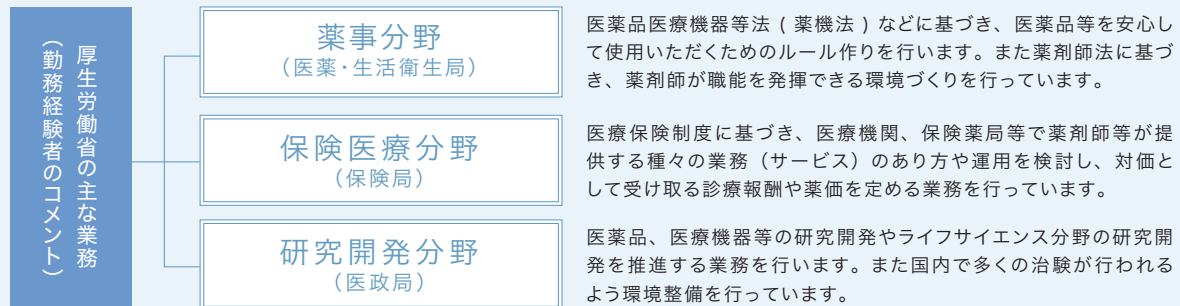 厚生労働省の主な業務
（勤務経験者のコメント）
薬事分野
（医薬・生活衛生局）
医薬品医療機器等法 ( 薬機法 ) などに基づき、医薬品等を安心し
て使用いただくためのルール作りを行います。また薬剤師法に基づ
き、薬剤師が職能を発揮できる環境づくりを行っています。
保険医療分野
（保険局）
医療保険制度に基づき、医療機関、保険薬局等で薬剤師等が提
供する種々の業務（サービス）のあり方や運用を検討し、対価と
して受け取る診療報酬や薬価を定める業務を行っています。
研究開発分野
（医政局）
医薬品、医療機器等の研究開発やライフサイエンス分野の研究開
発を推進する業務を行います。また国内で多くの治験が行われる
よう環境整備を行っています。